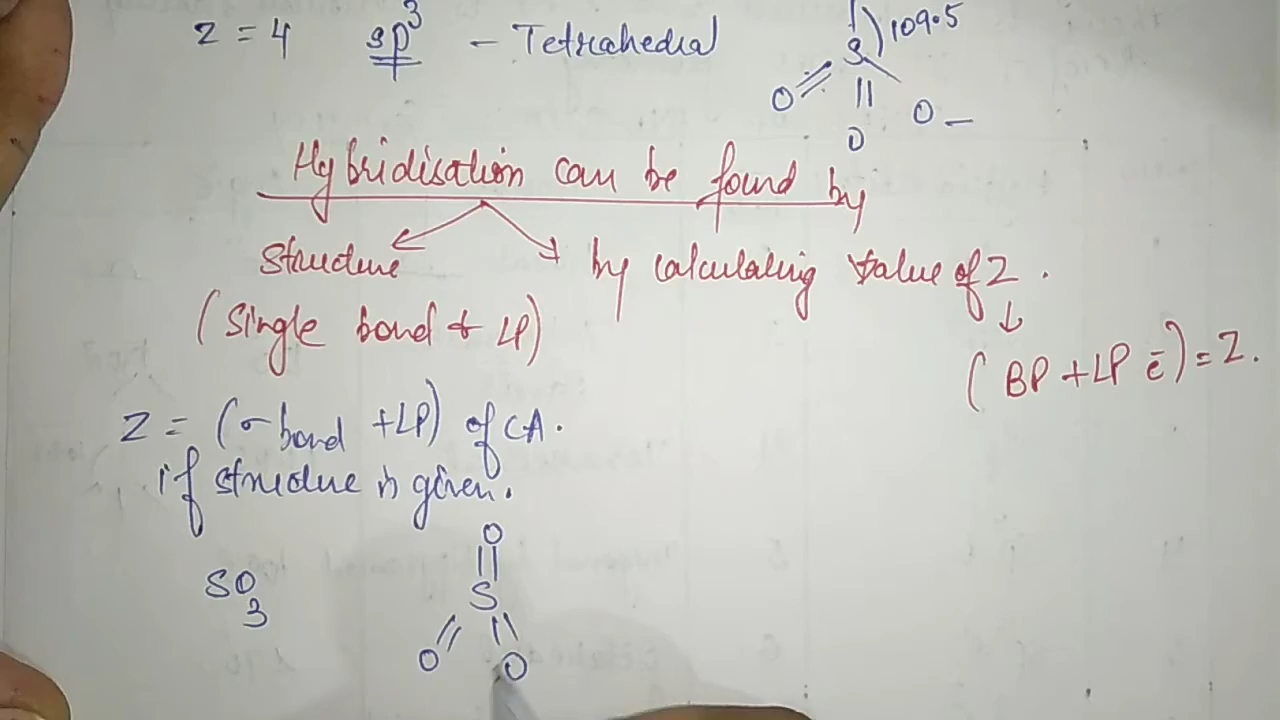 Z = 4 sp³ - Tetrahedral
S 109.5
O O O -
Hybridisation can be found by
Structure by calculating value of Z .
(Single bond + LP)
(BP + LP ē) = Z.
Z = (σ bond + LP) of CA.
if structure is given.
O
SO3 S
O O